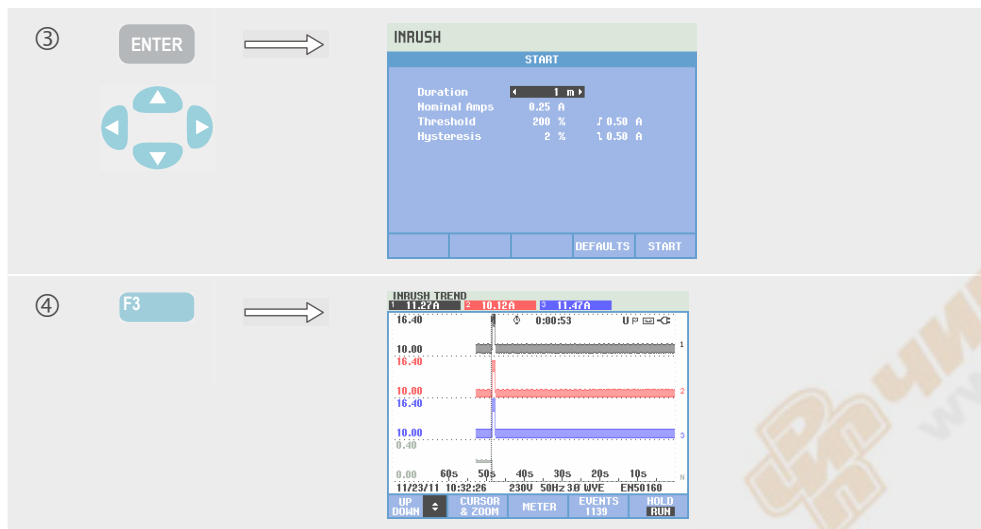 ③
ENTER
INRUSH
START
Duration 1 m
Nominal Amps 0.25 A
Threshold 200 % 0.50 A
Hysteresis 2 % 0.50 A
DEFAULTS START
④
F3
INRUSH TREND
1 11.27A 2 10.12A 3 11.47A
16.40 0:00:53 U
10.00 1
16.40
10.00 2
16.40
10.00 3
0.40
0.00 60s 50s 40s 30s 20s 10s N
11/23/11 10:32:26 230V 50Hz 3Ø WYE EN50160
UP DOWN CURSOR & ZOOM METER EVENTS 1139 HOLD RUN